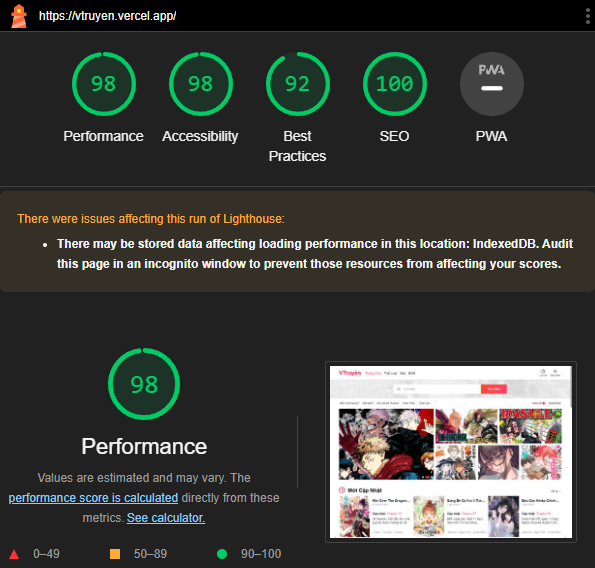 https://vtruyen.vercel.app/
98
98
92
100
PWA
Performance
Accessibility
Best
Practices
SEO
PWA
There were issues affecting this run of Lighthouse:
• There may be stored data affecting loading performance in this location: IndexedDB. Audit
this page in an incognito window to prevent those resources from affecting your scores.
98
Performance
Values are estimated and may vary. The
performance score is calculated directly from these
metrics. See calculator.
0–49
50–89
90–100
VTruyện
Mới Cập Nhật